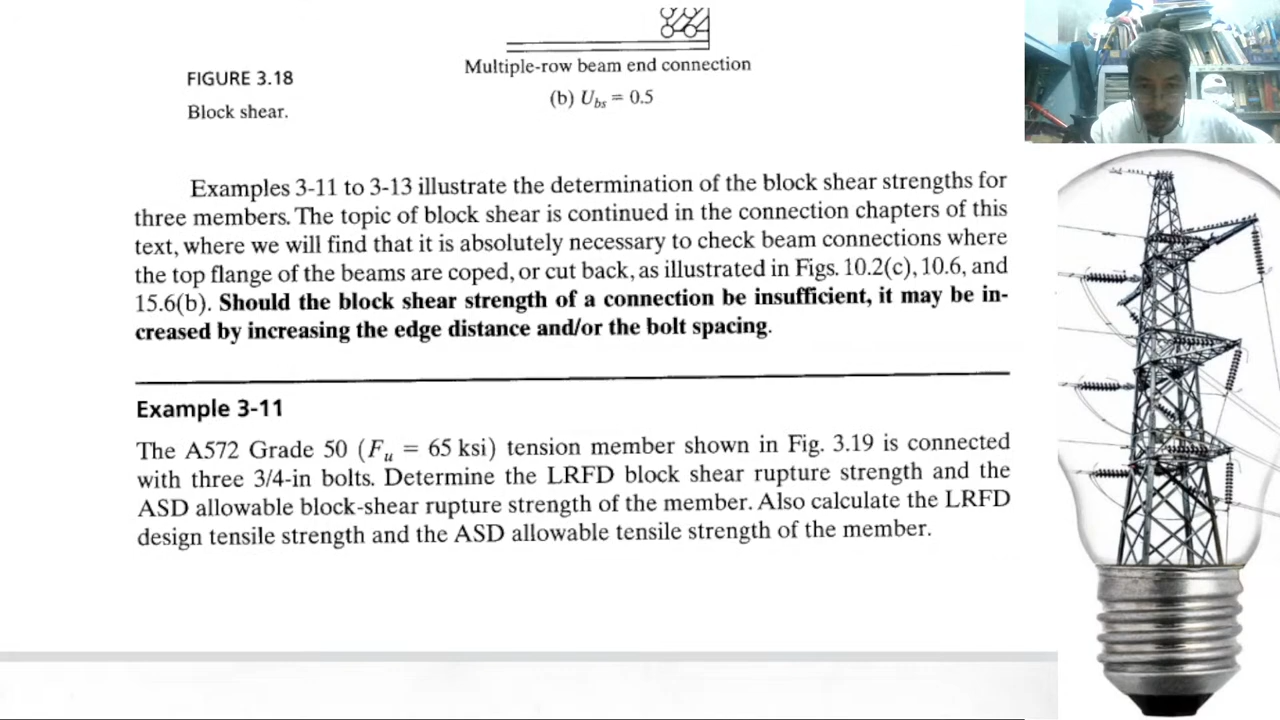 Multiple-row beam end connection
FIGURE 3.18
(b) Ubs = 0.5
Block shear.
Examples 3-11 to 3-13 illustrate the determination of the block shear strengths for
three members. The topic of block shear is continued in the connection chapters of this
text, where we will find that it is absolutely necessary to check beam connections where
the top flange of the beams are coped, or cut back, as illustrated in Figs. 10.2(c), 10.6, and
15.6(b). Should the block shear strength of a connection be insufficient, it may be in-
creased by increasing the edge distance and/or the bolt spacing.
Example 3-11
The A572 Grade 50 (Fu = 65 ksi) tension member shown in Fig. 3.19 is connected
with three 3/4-in bolts. Determine the LRFD block shear rupture strength and the
ASD allowable block-shear rupture strength of the member. Also calculate the LRFD
design tensile strength and the ASD allowable tensile strength of the member.